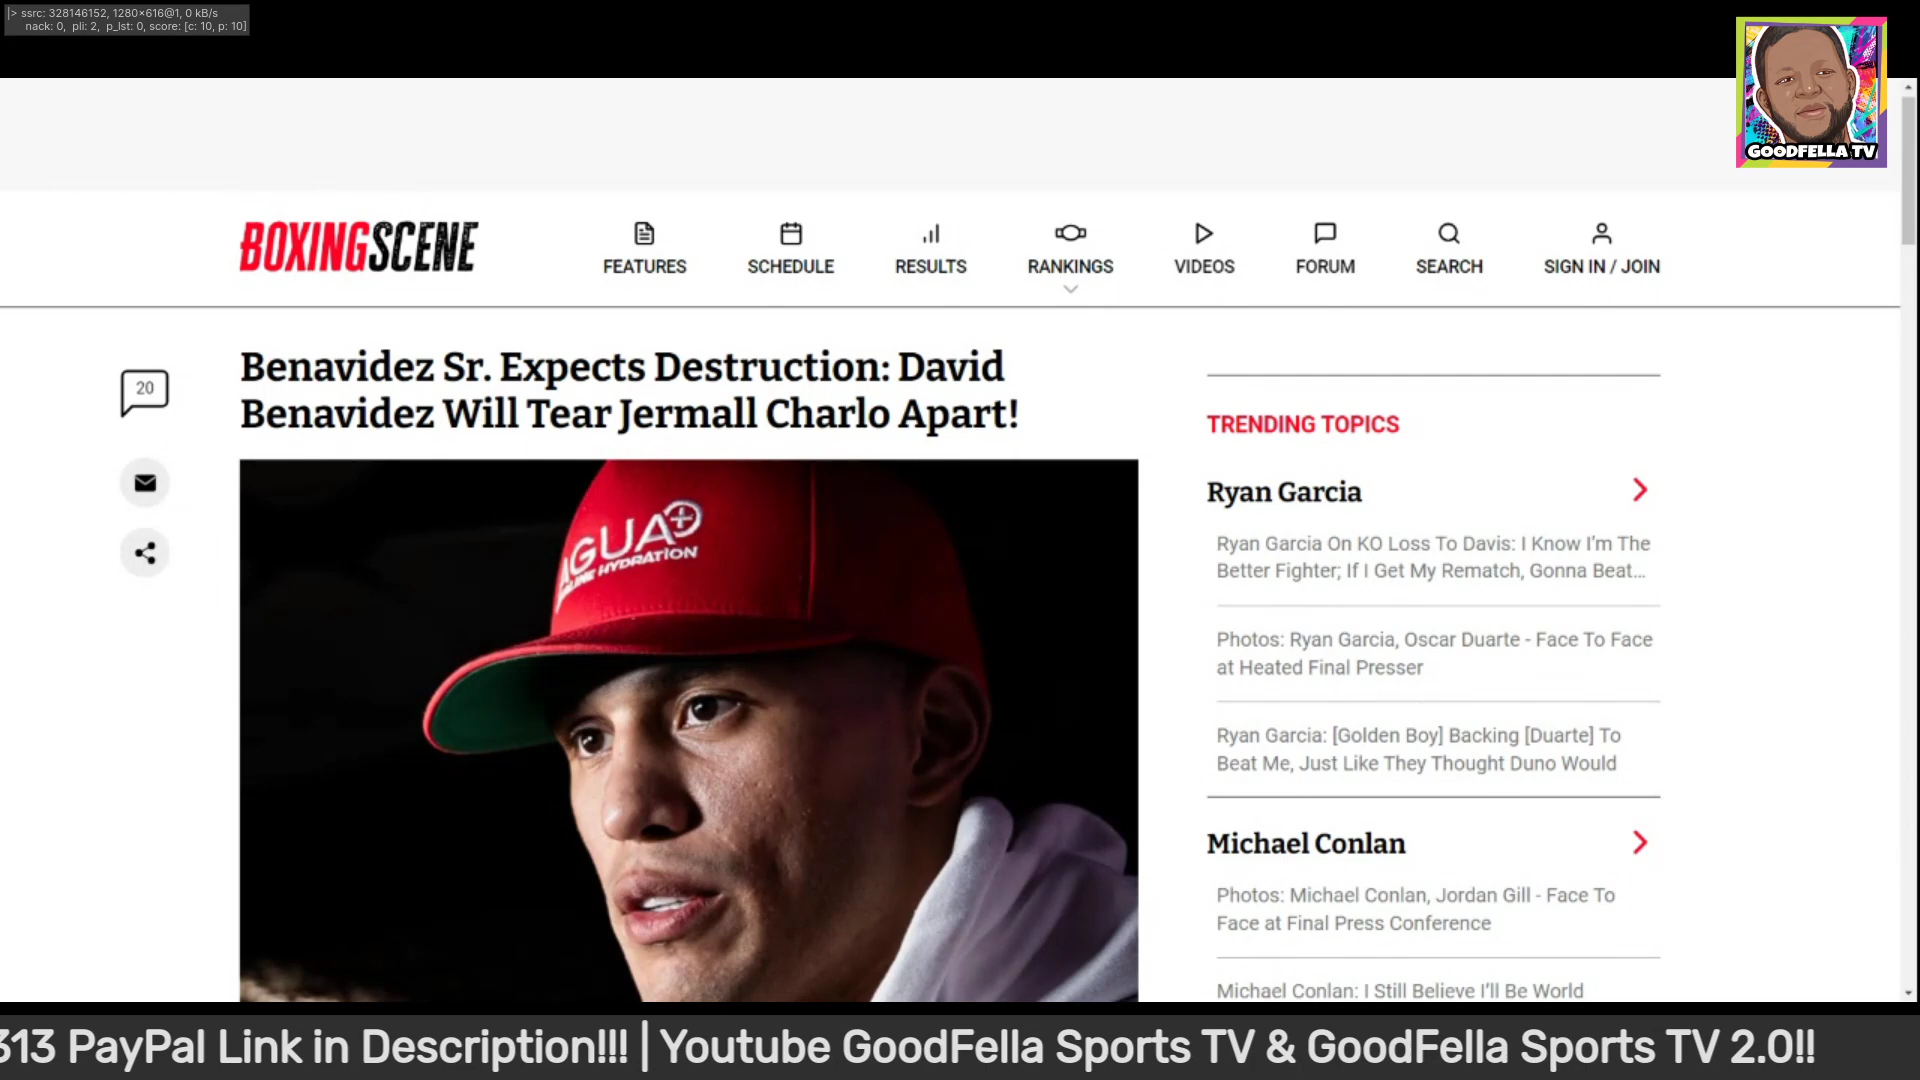 |> ssrc: 328146152, 1280×616@1, 0 kB/s
nack: 0, pli: 2, p_lst: 0, score: [c: 10, p: 10]
GOODFELLA TV
BOXINGSCENE
FEATURES
SCHEDULE
RESULTS
RANKINGS
VIDEOS
FORUM
SEARCH
SIGN IN / JOIN
20
Benavidez Sr. Expects Destruction: David
Benavidez Will Tear Jermall Charlo Apart!
AGUA+
HYDRATION
TRENDING TOPICS
Ryan Garcia
Ryan Garcia On KO Loss To Davis: I Know I'm The
Better Fighter; If I Get My Rematch, Gonna Beat...
Photos: Ryan Garcia, Oscar Duarte - Face To Face
at Heated Final Presser
Ryan Garcia: [Golden Boy] Backing [Duarte] To
Beat Me, Just Like They Thought Duno Would
Michael Conlan
Photos: Michael Conlan, Jordan Gill - Face To
Face at Final Press Conference
Michael Conlan: I Still Believe I'll Be World
313 PayPal Link in Description!!! | Youtube GoodFella Sports TV & GoodFella Sports TV 2.0!!